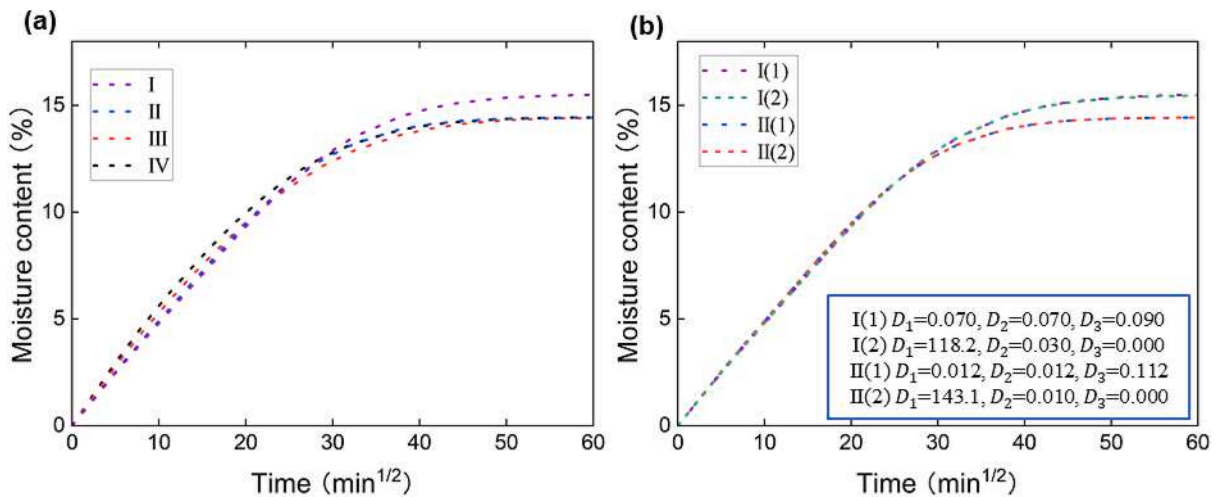 (a)
Moisture content (%)
15
10
5
0
I
II
III
IV
0 10 20 30 40 50 60
Time (min1/2)
(b)
Moisture content (%)
15
10
5
0
I(1)
I(2)
II(1)
II(2)
I(1) D1=0.070, D2=0.070, D3=0.090
I(2) D1=118.2, D2=0.030, D3=0.000
II(1) D1=0.012, D2=0.012, D3=0.112
II(2) D1=143.1, D2=0.010, D3=0.000
0 10 20 30 40 50 60
Time (min1/2)